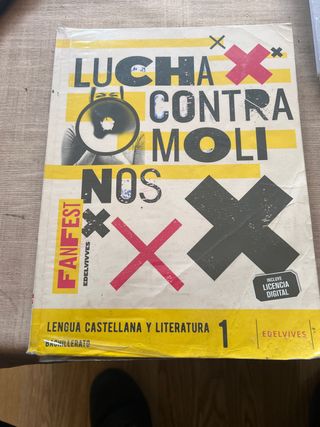 LUCHA
CONTRA
MOLI
NOS
FANFEST
EDELVIVES
INCLUYE
LICENCIA
DIGITAL
LENGUA CASTELLANA Y LITERATURA 1
BACHILLERATO
EDELVIVES